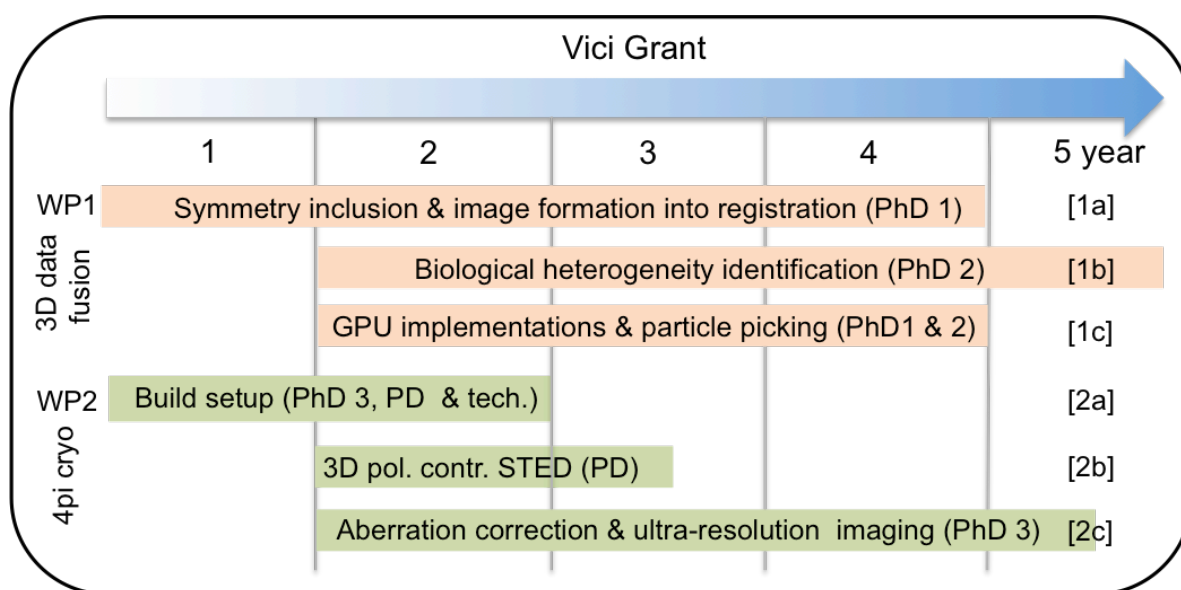 Vici Grant
1 2 3 4 5 year
WP1
3D data
fusion
Symmetry inclusion & image formation into registration (PhD 1) [1a]
Biological heterogeneity identification (PhD 2) [1b]
GPU implementations & particle picking (PhD1 & 2) [1c]
WP2
4pi cryo
Build setup (PhD 3, PD & tech.) [2a]
3D pol. contr. STED (PD) [2b]
Aberration correction & ultra-resolution imaging (PhD 3) [2c]